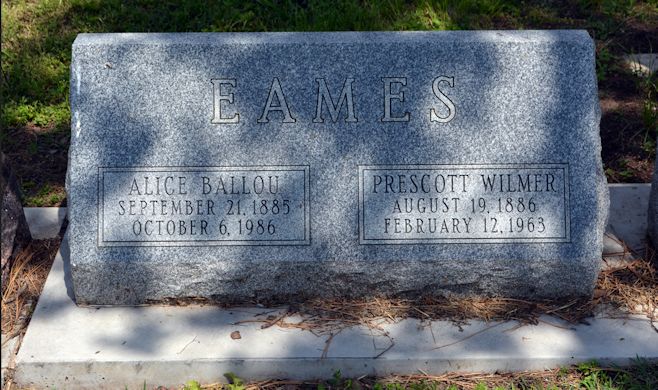 EAMES
ALICE BALLOU
SEPTEMBER 21, 1885
OCTOBER 6, 1986
PRESCOTT WILMER
AUGUST 19, 1886
FEBRUARY 12, 1963